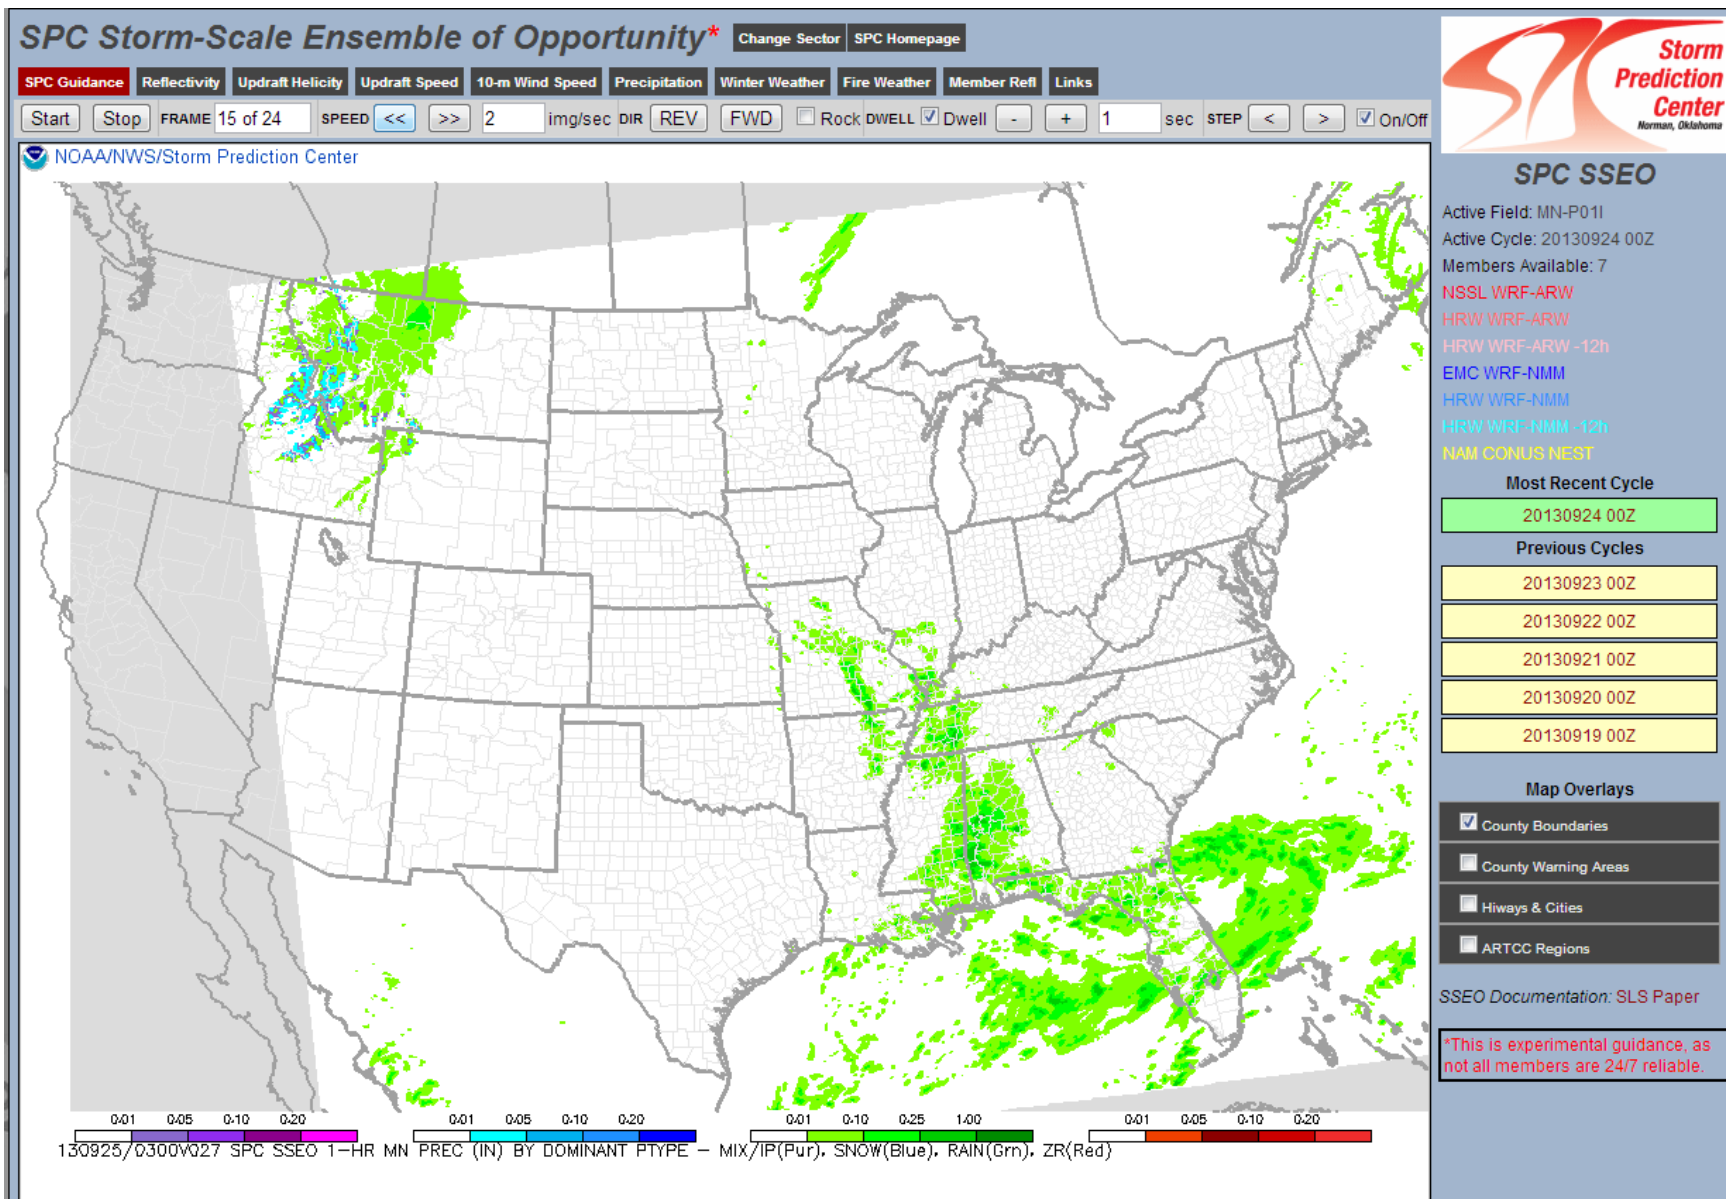 SPC Storm-Scale Ensemble of Opportunity* Change Sector SPC Homepage
SPC Guidance Reflectivity Updraft Helicity Updraft Speed 10-m Wind Speed Precipitation Winter Weather Fire Weather Member Refl Links
Start Stop FRAME 15 of 24 SPEED << >> 2 img/sec DIR REV FWD Rock DWELL Dwell - + 1 sec STEP < > On/Off
NOAA/NWS/Storm Prediction Center
0.01 0.05 0.10 0.20 0.01 0.05 0.10 0.20 0.01 0.10 0.25 1.00 0.01 0.05 0.10 0.20
130925/0300V027 SPC SSEO 1-HR MN PREC (IN) BY DOMINANT PTYPE - MIX/IP(Pur), SNOW(Blue), RAIN(Grn), ZR(Red)
Storm
Prediction
Center
Norman, Oklahoma
SPC SSEO
Active Field: MN-P01I
Active Cycle: 20130924 00Z
Members Available: 7
NSSL WRF-ARW
HRW WRF-ARW
HRW WRF-ARW -12h
EMC WRF-NMM
HRW WRF-NMM
HRW WRF-NMM -12h
NAM CONUS NEST
Most Recent Cycle
20130924 00Z
Previous Cycles
20130923 00Z
20130922 00Z
20130921 00Z
20130920 00Z
20130919 00Z
Map Overlays
County Boundaries
County Warning Areas
Hiways & Cities
ARTCC Regions
SSEO Documentation: SLS Paper
*This is experimental guidance, as
not all members are 24/7 reliable.